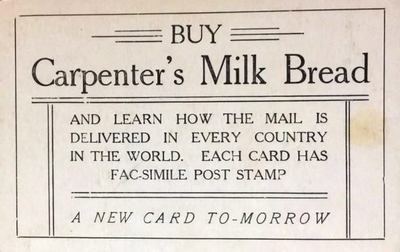 BUY
Carpenter's Milk Bread
AND LEARN HOW THE MAIL IS
DELIVERED IN EVERY COUNTRY
IN THE WORLD. EACH CARD HAS
FAC-SIMILE POST STAMP
A NEW CARD TO-MORROW